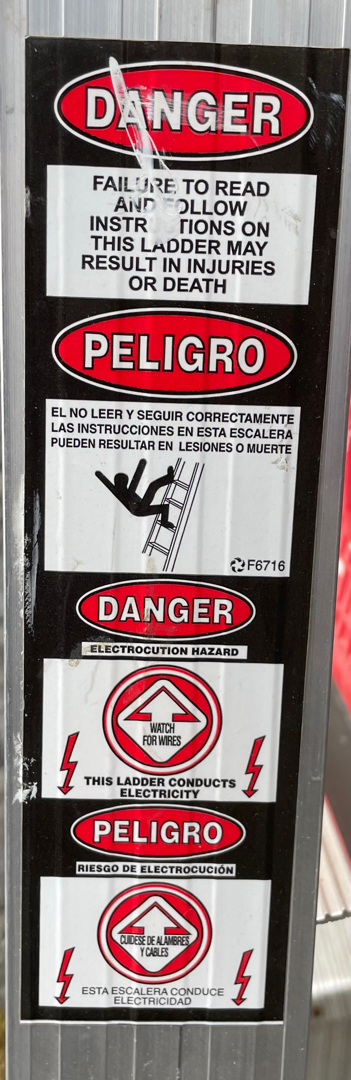 DANGER
FAILURE TO READ
AND FOLLOW
INSTR TIONS ON
THIS LADDER MAY
RESULT IN INJURIES
OR DEATH
PELIGRO
EL NO LEER Y SEGUIR CORRECTAMENTE
LAS INSTRUCCIONES EN ESTA ESCALERA
PUEDEN RESULTAR EN LESIONES O MUERTE
F6716
DANGER
ELECTROCUTION HAZARD
WATCH
FOR WIRES
THIS LADDER CONDUCTS
ELECTRICITY
PELIGRO
RIESGO DE ELECTROCUCIÓN
CUIDESE DE ALAMBRES
Y CABLES
ESTA ESCALERA CONDUCE
ELECTRICIDAD